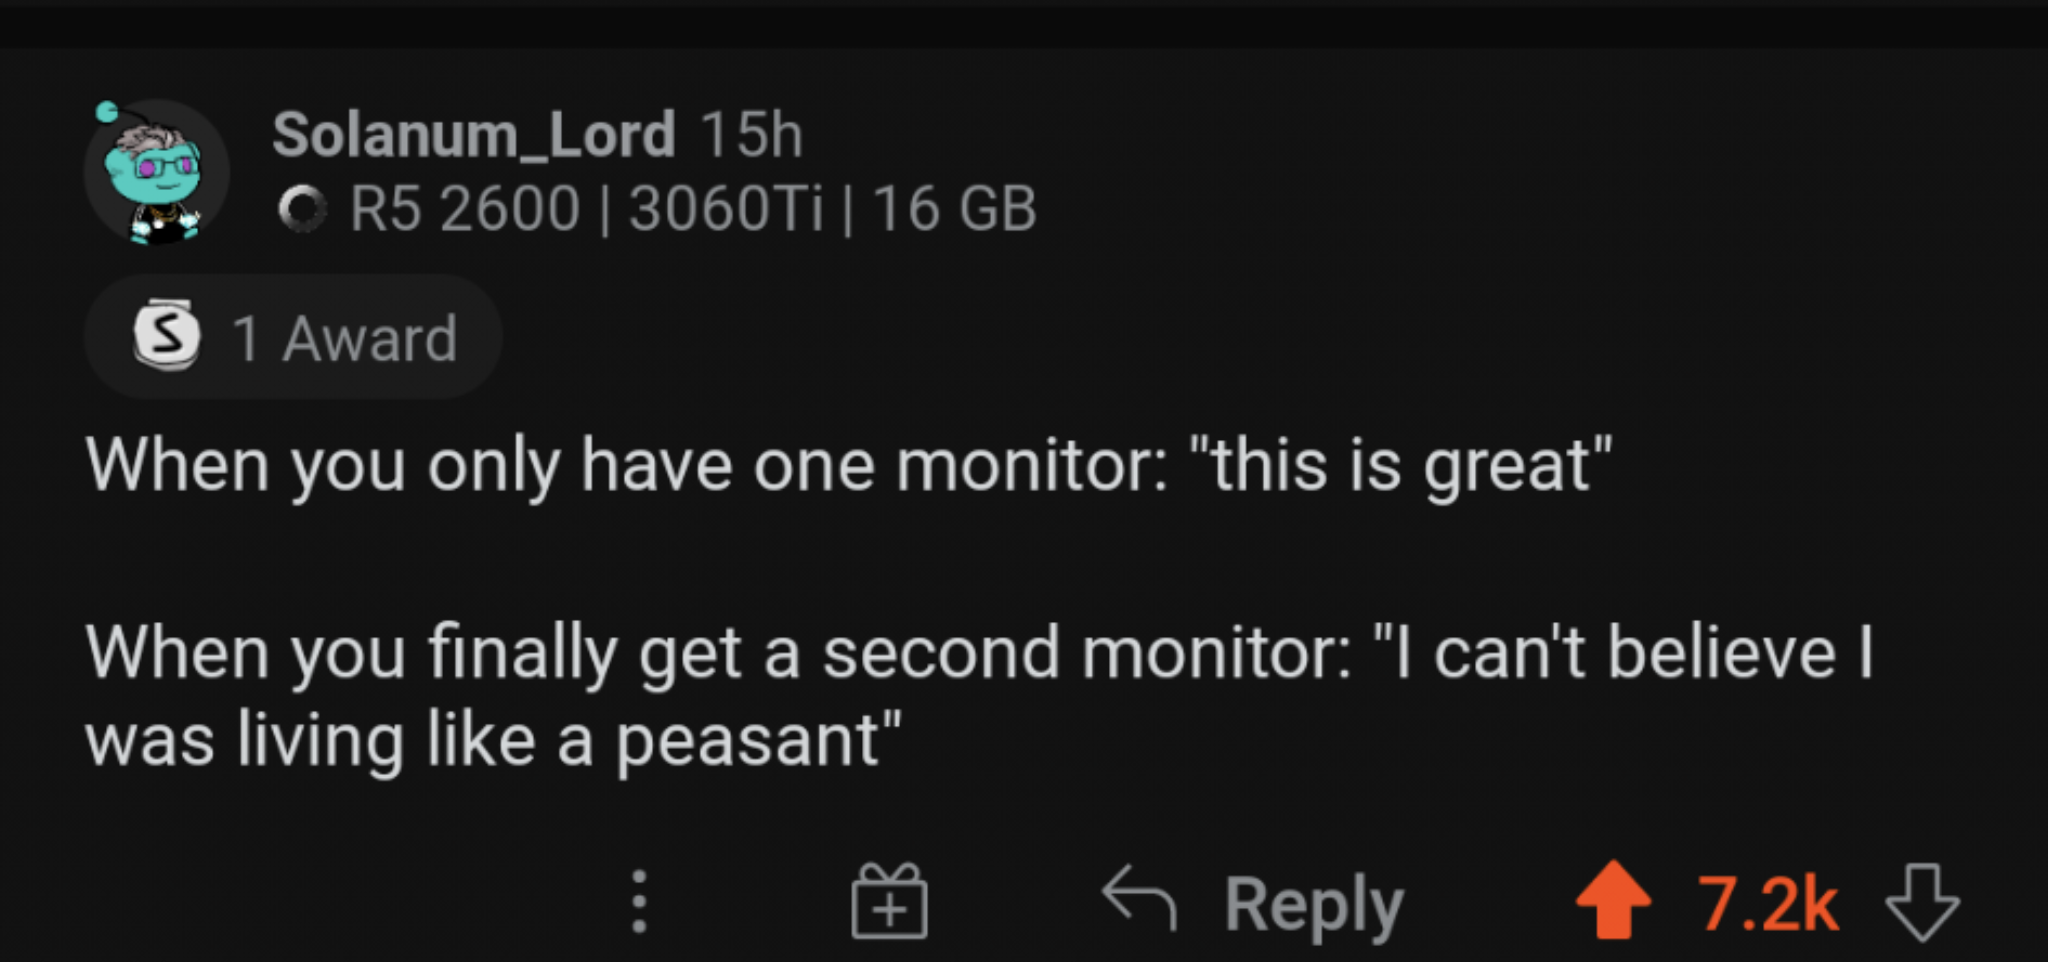 Solanum_Lord 15h
R5 2600 | 3060Ti | 16 GB
S 1 Award
When you only have one monitor: "this is great"
When you finally get a second monitor: "I can't believe I
was living like a peasant"
Reply 7.2k